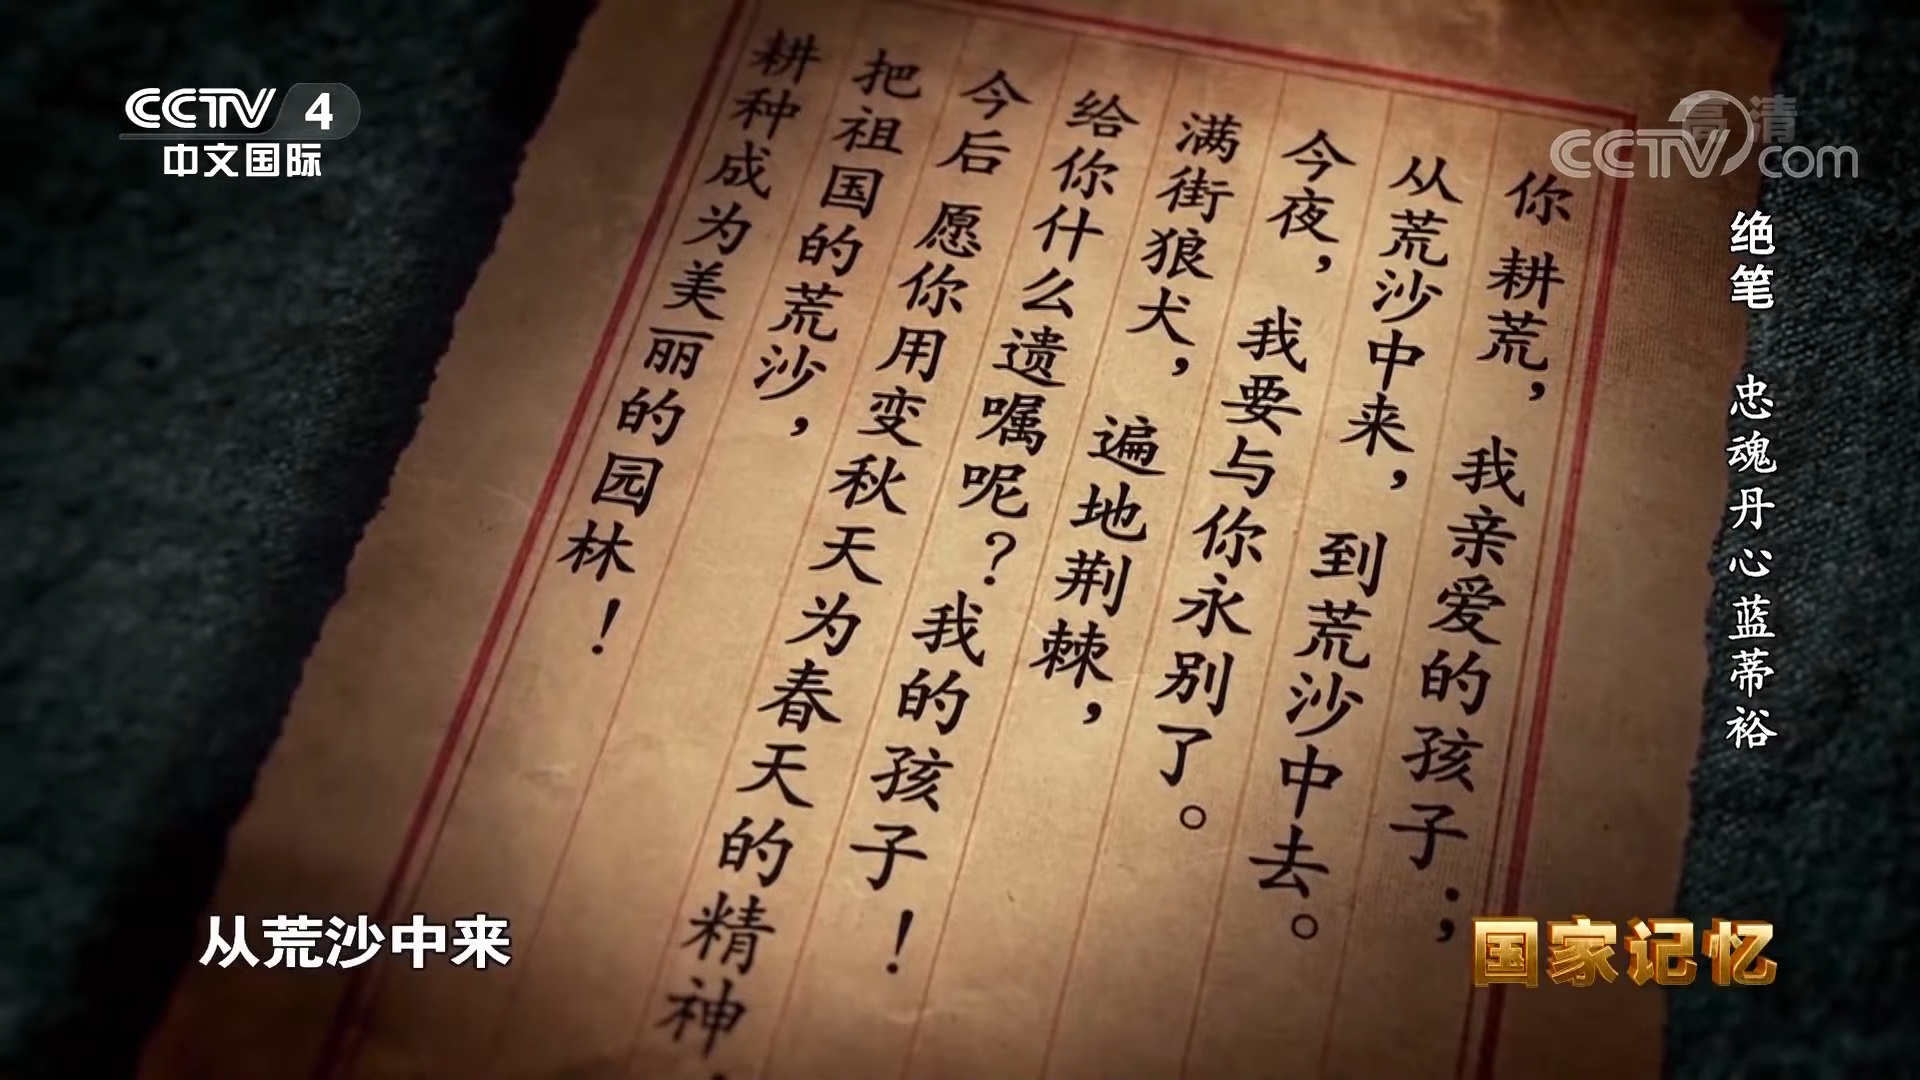 CCTV 4
中文国际
高清
CCTV com
绝笔 忠魂丹心蓝蒂裕
你 耕荒， 我亲爱的孩子；
从荒沙中来， 到荒沙中去。
今夜， 我要与你永别了。
满街狼犬， 遍地荆棘，
给你什么遗嘱呢？我的孩子！
今后 愿你用变秋天为春天的精神
把祖国的荒沙，
耕种成为美丽的园林！
从荒沙中来
国家记忆